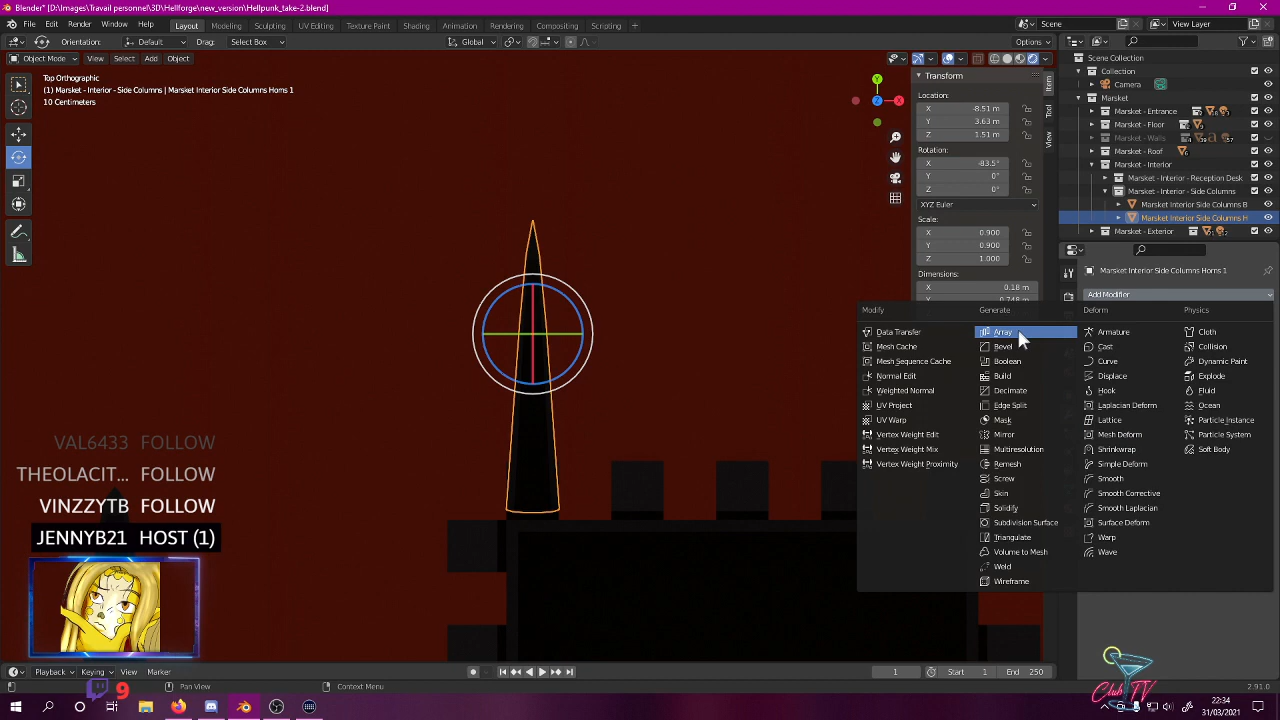 Blender* [D:\Images\Travail personnel\3D\Hellforge\new_version\Hellpunk_take-2.blend]
File Edit Render Window Help Layout Modeling Sculpting UV Editing Texture Paint Shading Animation Rendering Compositing Scripting + Scene View Layer
Orientation: Default Drag: Select Box Global Options
Object Mode View Select Add Object
Top Orthographic
(1) Marsket - Interior - Side Columns | Marsket Interior Side Columns Horns 1
10 Centimeters
Y
X
Z
Item
Tool
View
Transform
Location:
X -8.51 m
Y 3.63 m
Z 1.51 m
Rotation:
X -83.5°
Y 0°
Z 0°
XYZ Euler
Scale:
X 0.900
Y 0.900
Z 1.000
Dimensions:
X 0.18 m
Scene Collection
Collection
Camera
Marsket
Marsket - Entrance
Marsket - Floor
Marsket - Walls
Marsket - Roof
Marsket - Interior
Marsket - Interior - Reception Desk
Marsket - Interior - Side Columns
Marsket Interior Side Columns B
Marsket Interior Side Columns H
Marsket - Exterior
Marsket Interior Side Columns Horns 1
Add Modifier
Modify Generate Deform Physics
Data Transfer Array Armature Cloth
Mesh Cache Bevel Cast Collision
Mesh Sequence Cache Boolean Curve Dynamic Paint
Normal Edit Build Displace Explode
Weighted Normal Decimate Hook Fluid
UV Project Edge Split Laplacian Deform Ocean
UV Warp Mask Lattice Particle Instance
Vertex Weight Edit Mirror Mesh Deform Particle System
Vertex Weight Mix Multiresolution Shrinkwrap Soft Body
Vertex Weight Proximity Remesh Simple Deform
Screw Smooth
Skin Smooth Corrective
Solidify Smooth Laplacian
Subdivision Surface Surface Deform
Triangulate Warp
Volume to Mesh Wave
Weld
Wireframe
VAL6433 FOLLOW
THEOLACIT... FOLLOW
VINZZYTB FOLLOW
JENNYB21 HOST (1)
Playback Keying View Marker 1 Start 1 End 250
Pan View Context Menu 2.91.0
9
Club TV
22:34
31/03/2021